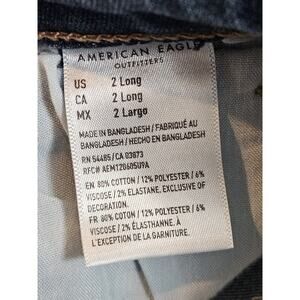 AMERICAN EAGLE
OUTFITTERS
US 2 Long
CA 2 Long
MX 2 Largo
MADE IN BANGLADESH / FABRIQUÉ AU
BANGLADESH / HECHO EN BANGLADESH
RN 54485/CA 03873
RFC# AEM120605U9A
EN 80% COTTON / 12% POLYESTER / 6%
VISCOSE / 2% ELASTANE. EXCLUSIVE OF
DECORATION.
FR 80% COTON / 12% POLYESTER / 6%
VISCOSE / 2% ÉLASTHANNE. À
L'EXCEPTION DE LA GARNITURE.